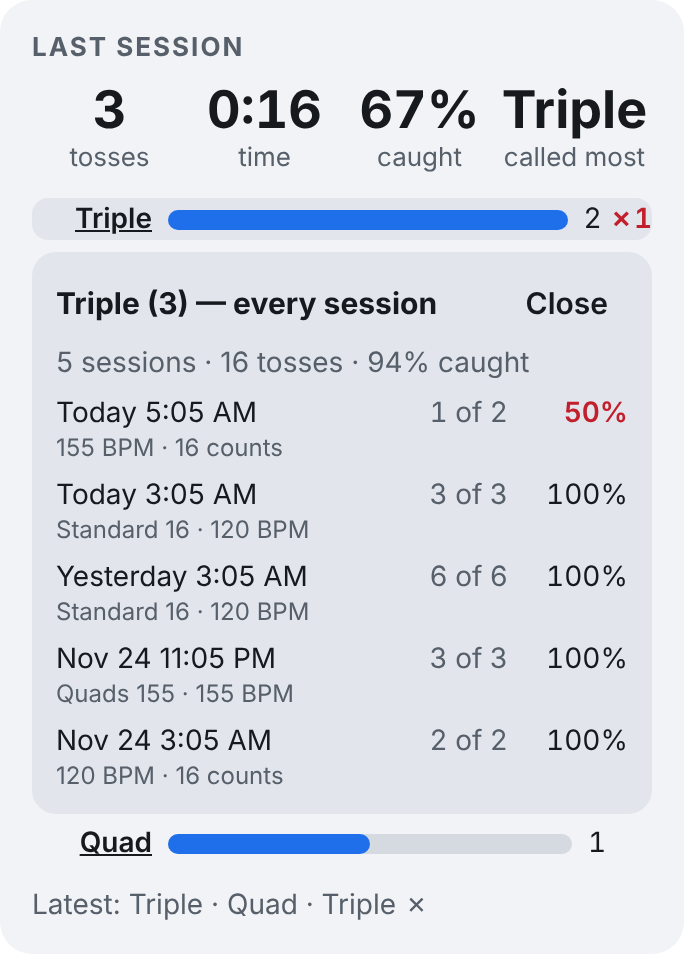 LAST SESSION
3 0:16 67% Triple
tosses time caught called most
Triple 2 ×1
Triple (3) — every session Close
5 sessions · 16 tosses · 94% caught
Today 5:05 AM 1 of 2 50%
155 BPM · 16 counts
Today 3:05 AM 3 of 3 100%
Standard 16 · 120 BPM
Yesterday 3:05 AM 6 of 6 100%
Standard 16 · 120 BPM
Nov 24 11:05 PM 3 of 3 100%
Quads 155 · 155 BPM
Nov 24 3:05 AM 2 of 2 100%
120 BPM · 16 counts
Quad 1
Latest: Triple · Quad · Triple ×